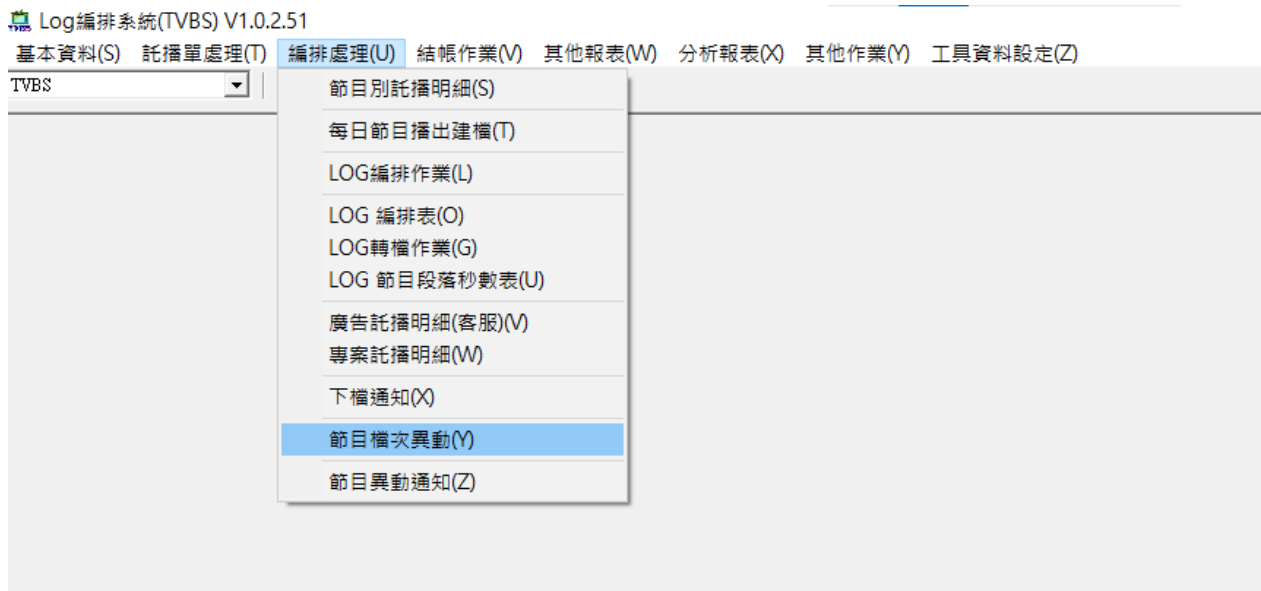 Log編排系統(TVBS) V1.0.2.51
基本資料(S) 託播單處理(T) 編排處理(U) 結帳作業(V) 其他報表(W) 分析報表(X) 其他作業(Y) 工具資料設定(Z)
TVBS
節目別託播明細(S)
每日節目播出建檔(T)
LOG編排作業(L)
LOG 編排表(O)
LOG轉檔作業(G)
LOG 節目段落秒數表(U)
廣告託播明細(客服)(V)
專案託播明細(W)
下檔通知(X)
節目檔次異動(Y)
節目異動通知(Z)